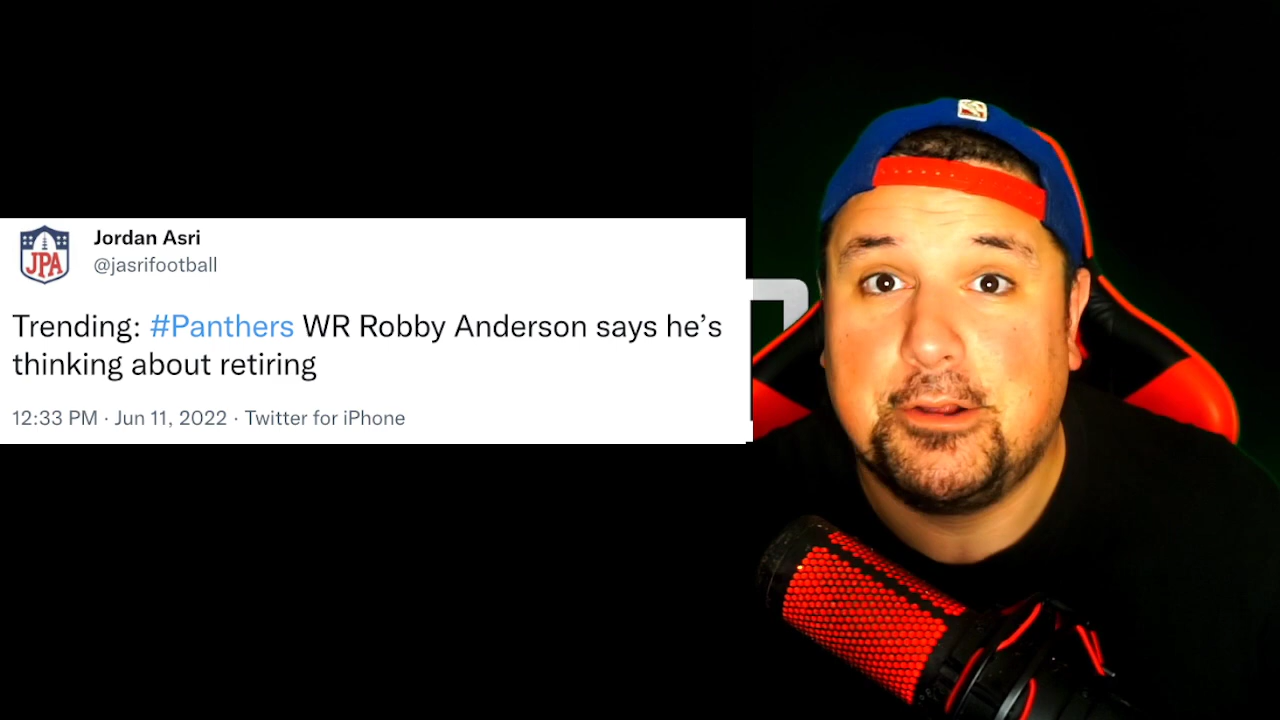 JPA
Jordan Asri
@jasrifootball
Trending: #Panthers WR Robby Anderson says he’s
thinking about retiring
12:33 PM · Jun 11, 2022 · Twitter for iPhone